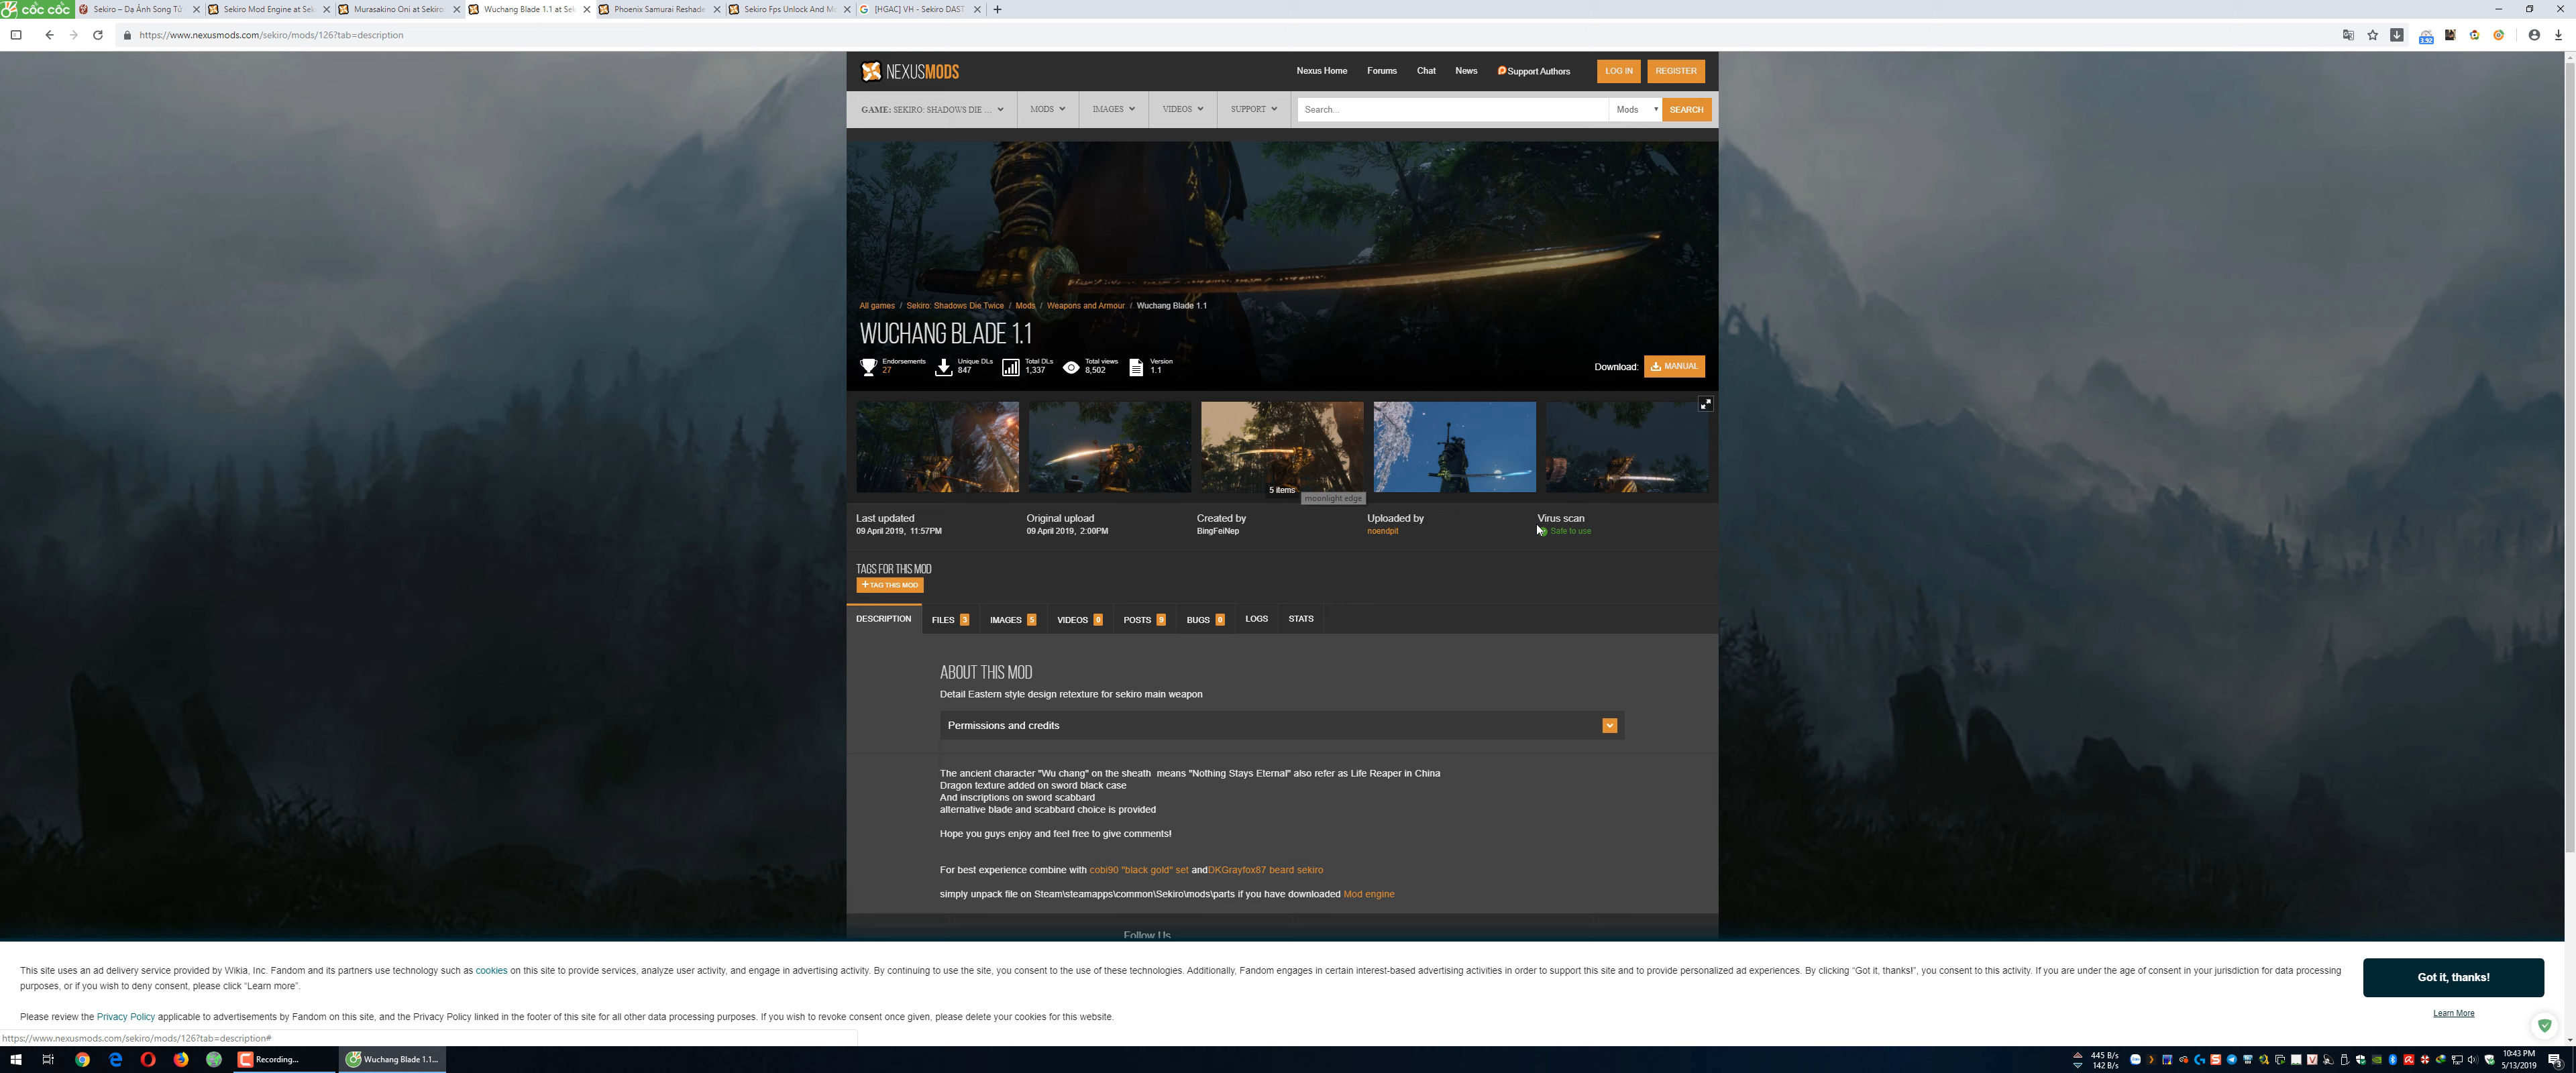 cốc cốc
Sekiro – Dạ Ảnh Song Tử
Sekiro Mod Engine at Sek
Murasakino Oni at Sekiro
Wuchang Blade 1.1 at Sek
Phoenix Samurai Reshade
Sekiro Fps Unlock And Mo
[HGAC] VH - Sekiro DAST
https://www.nexusmods.com/sekiro/mods/126?tab=description
3.92
NEXUSMODS
Nexus Home
Forums
Chat
News
Support Authors
LOG IN
REGISTER
GAME: SEKIRO: SHADOWS DIE ...
MODS
IMAGES
VIDEOS
SUPPORT
Search...
Mods
SEARCH
All games / Sekiro: Shadows Die Twice / Mods / Weapons and Armour / Wuchang Blade 1.1
WUCHANG BLADE 1.1
Endorsements
27
Unique DLs
847
Total DLs
1,337
Total views
8,502
Version
1.1
Download:
MANUAL
5 items
moonlight edge
Last updated
09 April 2019, 11:57PM
Original upload
09 April 2019, 2:00PM
Created by
BingFeiNep
Uploaded by
noendpit
Virus scan
Safe to use
TAGS FOR THIS MOD
+TAG THIS MOD
DESCRIPTION
FILES 3
IMAGES 5
VIDEOS 0
POSTS 9
BUGS 0
LOGS
STATS
ABOUT THIS MOD
Detail Eastern style design retexture for sekiro main weapon
Permissions and credits
The ancient character "Wu chang" on the sheath means "Nothing Stays Eternal" also refer as Life Reaper in China
Dragon texture added on sword black case
And inscriptions on sword scabbard
alternative blade and scabbard choice is provided
Hope you guys enjoy and feel free to give comments!
For best experience combine with cobi90 "black gold" set andDKGrayfox87 beard sekiro
simply unpack file on Steam\steamapps\common\Sekiro\mods\parts if you have downloaded Mod engine
Follow Us
This site uses an ad delivery service provided by Wikia, Inc. Fandom and its partners use technology such as cookies on this site to provide services, analyze user activity, and engage in advertising activity. By continuing to use the site, you consent to the use of these technologies. Additionally, Fandom engages in certain interest-based advertising activities in order to support this site and to provide personalized ad experiences. By clicking "Got it, thanks!", you consent to this activity. If you are under the age of consent in your jurisdiction for data processing
purposes, or if you wish to deny consent, please click "Learn more".
Got it, thanks!
Please review the Privacy Policy applicable to advertisements by Fandom on this site, and the Privacy Policy linked in the footer of this site for all other data processing purposes. If you wish to revoke consent once given, please delete your cookies for this website.
Learn More
https://www.nexusmods.com/sekiro/mods/126?tab=description#
Recording...
Wuchang Blade 1.1...
445 B/s
142 B/s
10:43 PM
5/13/2019
3